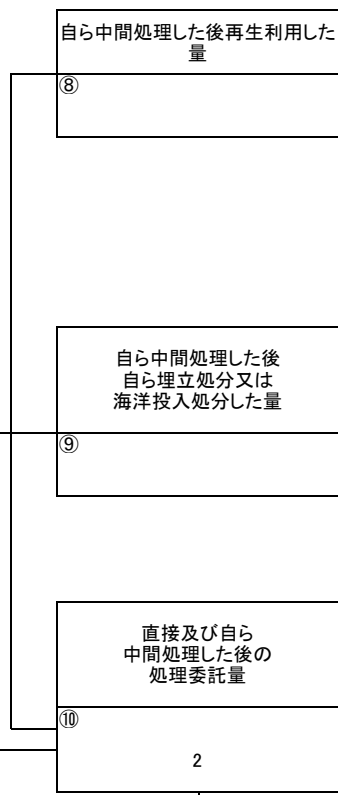 自ら中間処理した後再生利用した
量
⑧
自ら中間処理した後
自ら埋立処分又は
海洋投入処分した量
⑨
直接及び自ら
中間処理した後の
処理委託量
⑩
2